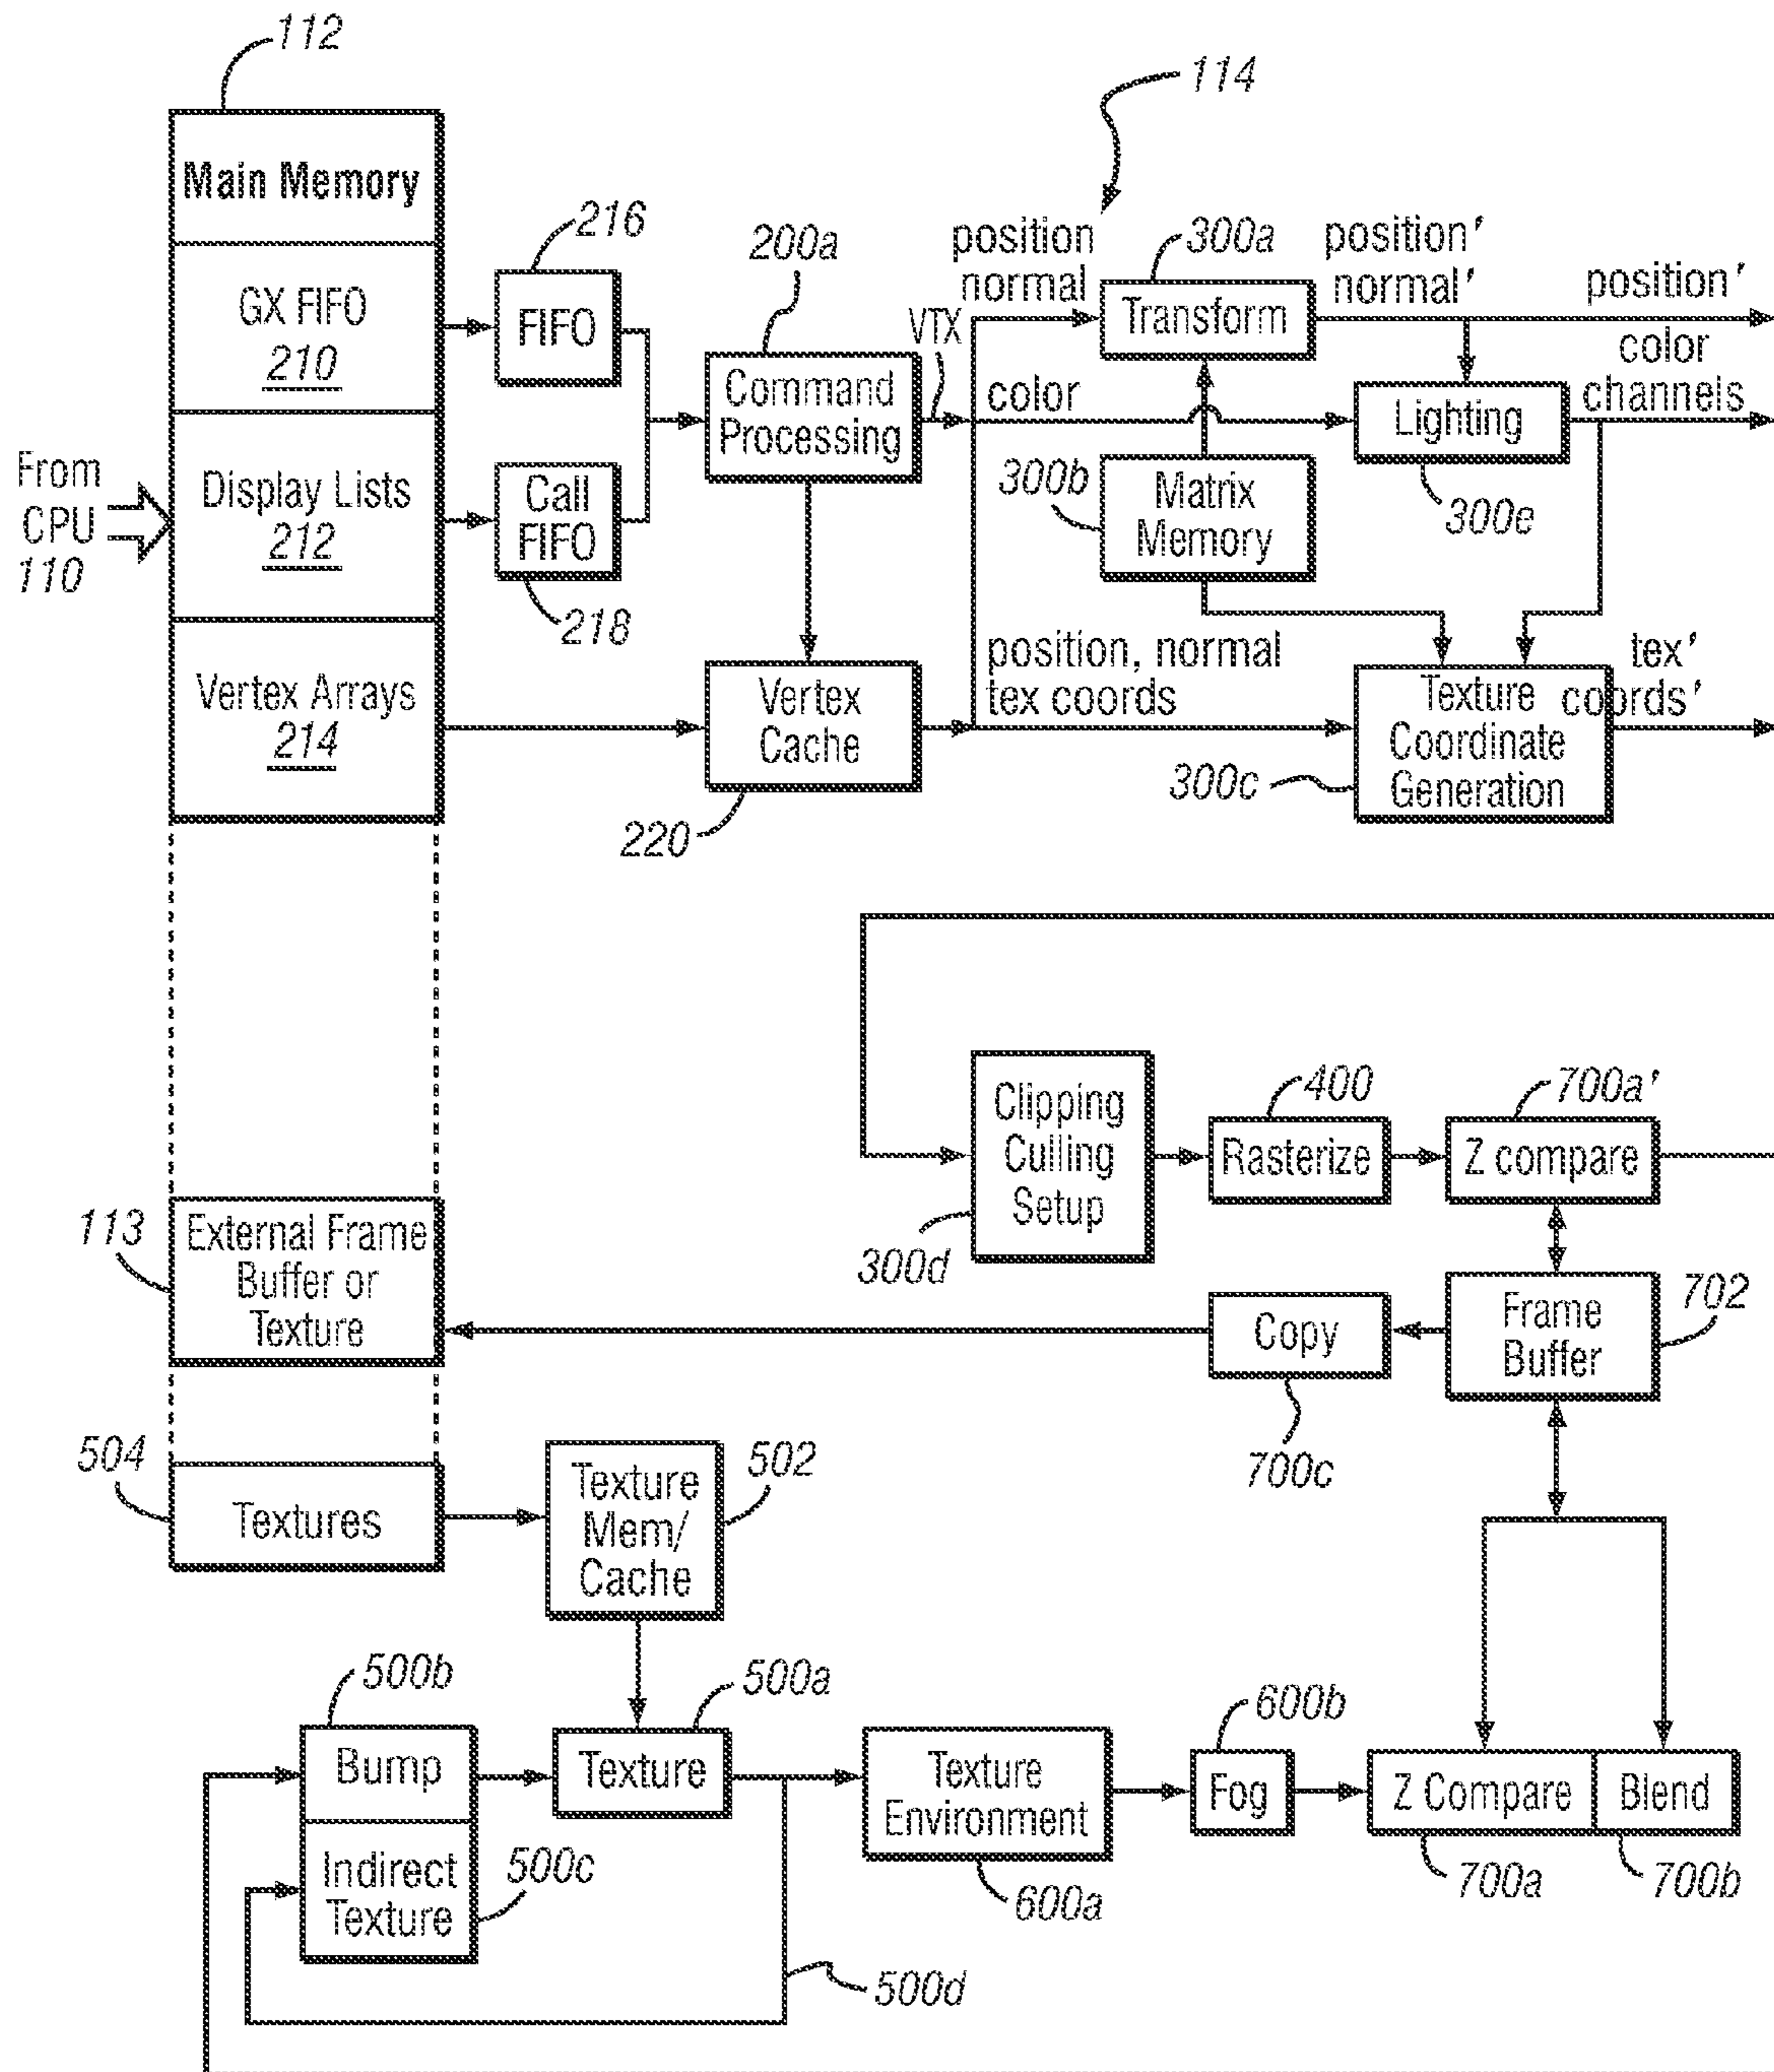 112
114
Main Memory
216
200a
position
normal
300a
position'
normal'
position'
GX FIFO
210
FIFO
VTX
Transform
color
channels
Command
Processing
color
Lighting
From
CPU
110
Display Lists
212
Call
FIFO
300b
Matrix
Memory
300e
218
Vertex Arrays
214
Vertex
Cache
position, normal
tex coords
Texture
Coordinate
Generation
tex'
coords'
300c
220
Clipping
Culling
Setup
400
700a'
Rasterize
Z compare
113
External Frame
Buffer or
Texture
300d
Copy
Frame
Buffer
702
700c
504
Textures
Texture
Mem/
Cache
502
500b
500a
600b
Bump
Texture
Texture
Environment
Fog
Z Compare
Blend
Indirect
Texture
500c
600a
700a
700b
500d